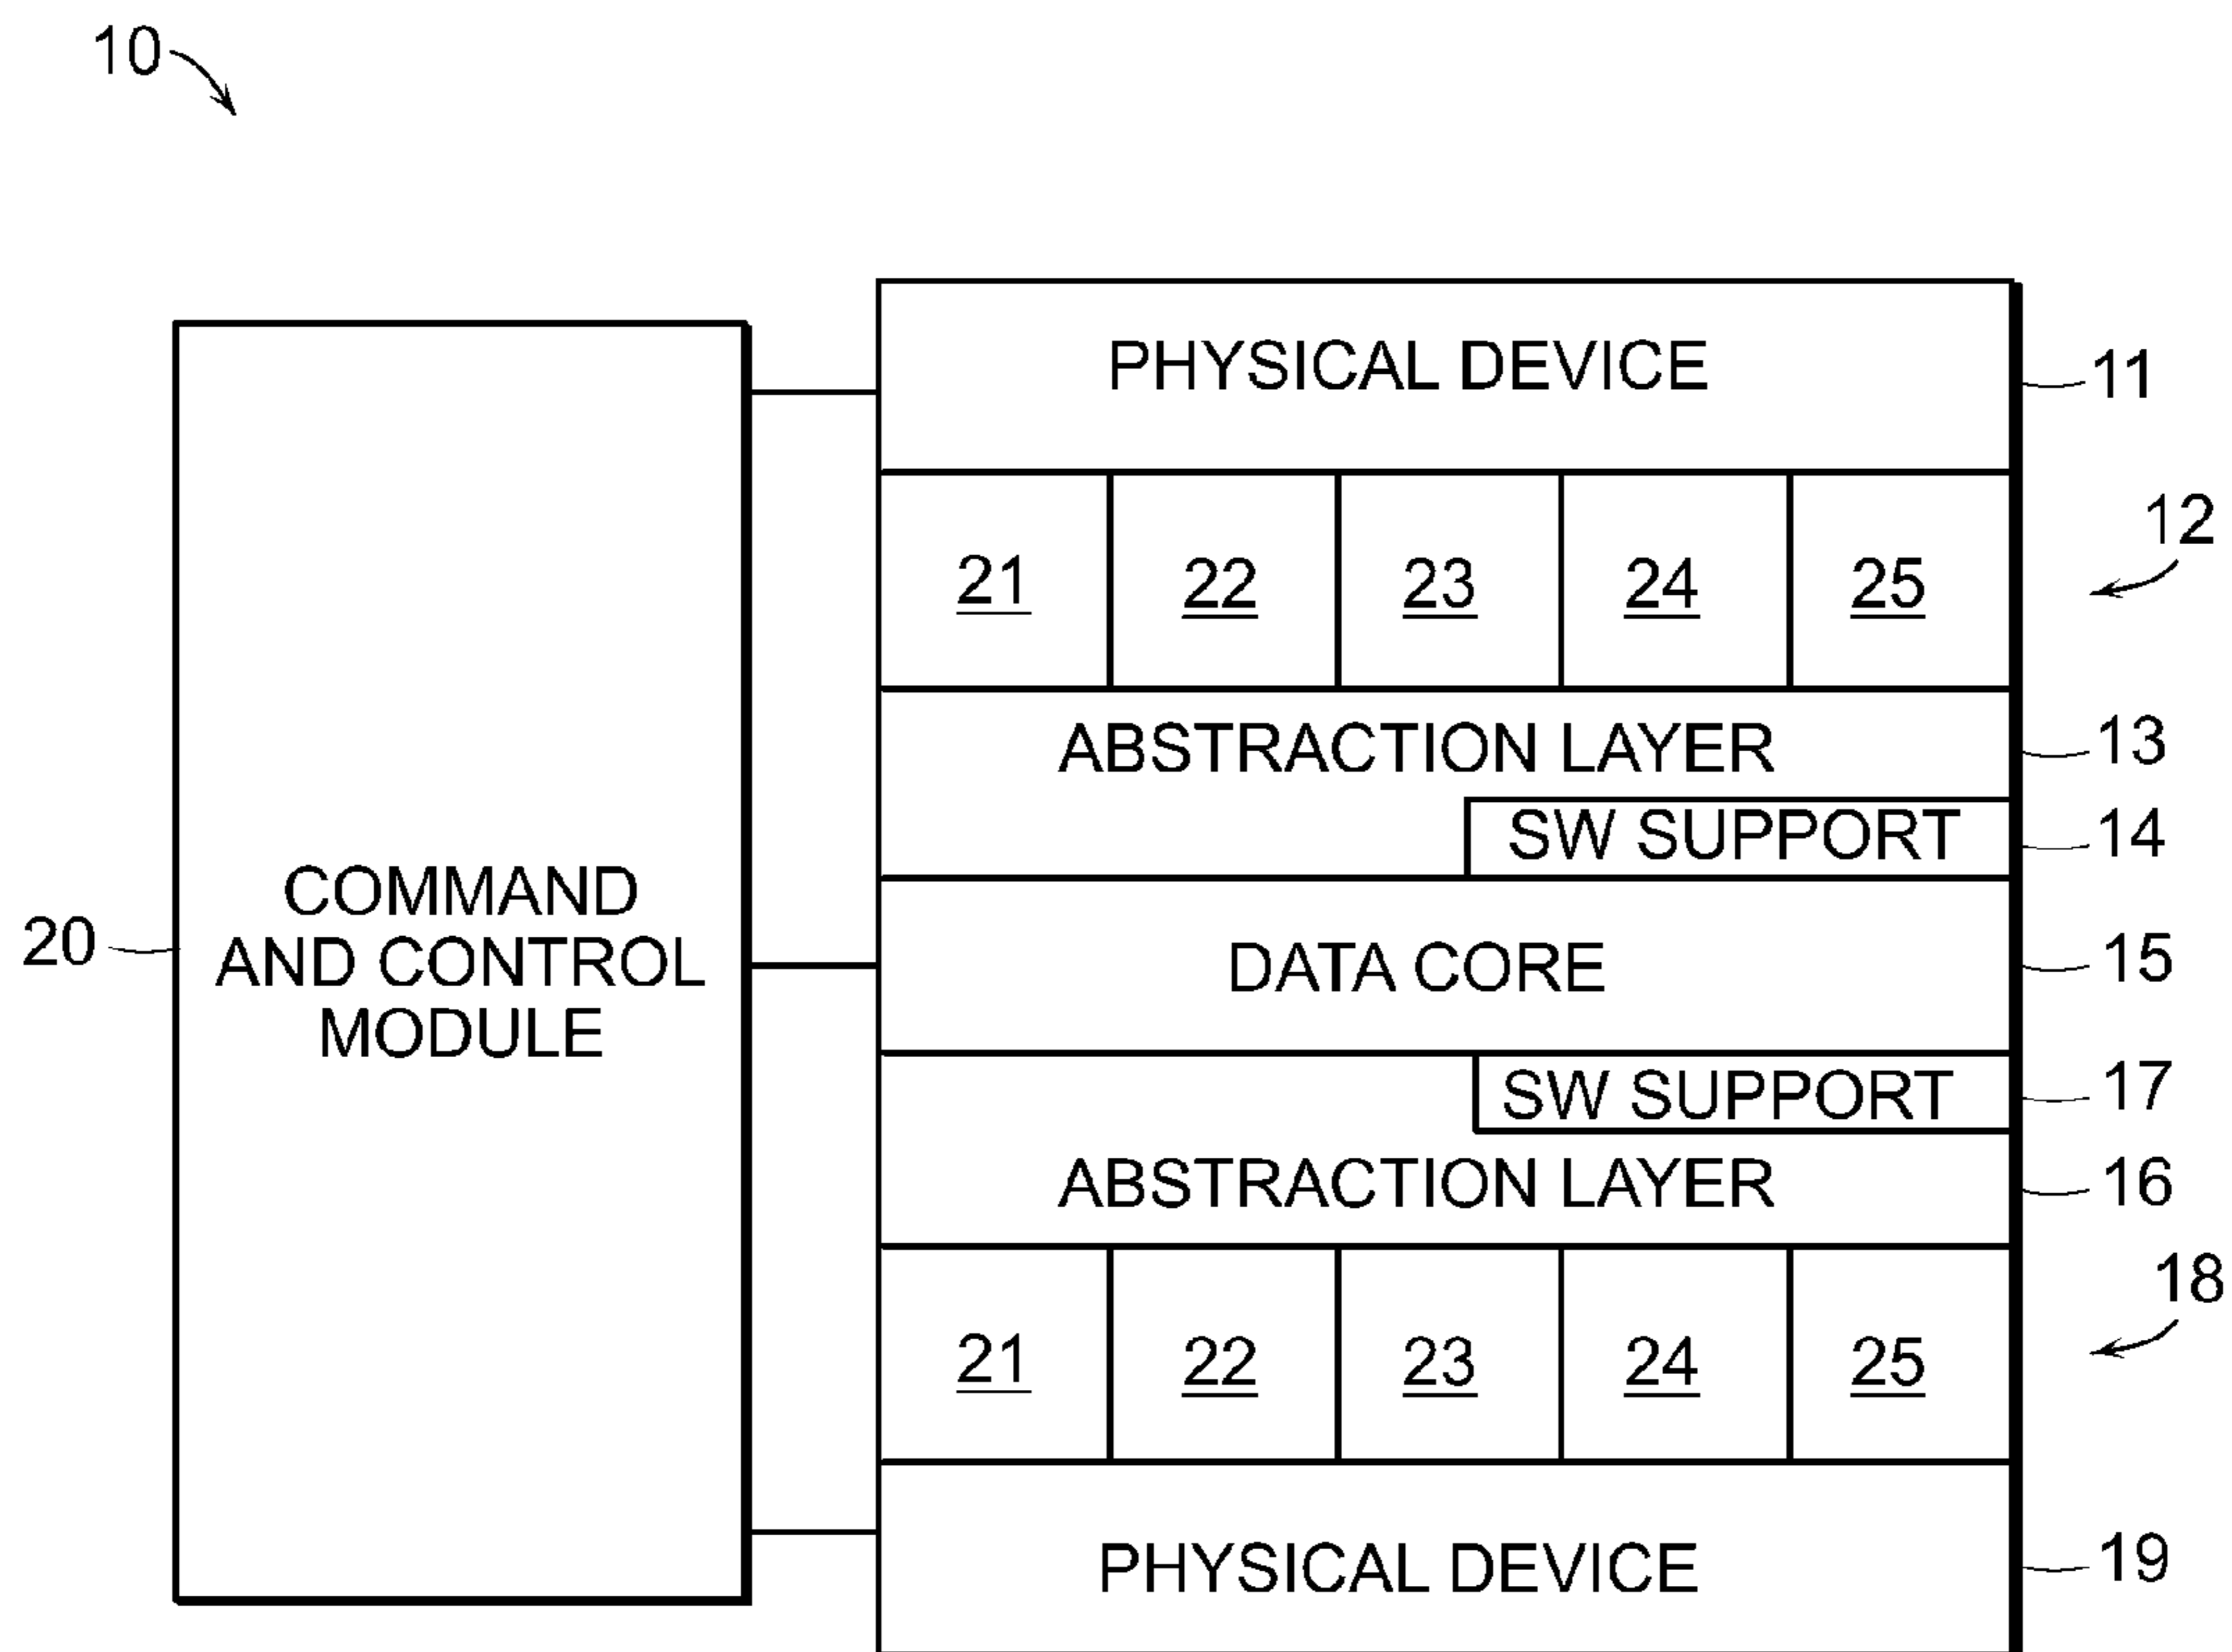 10
PHYSICAL DEVICE
11
21 22 23 24 25
12
ABSTRACTION LAYER
13
SW SUPPORT
14
COMMAND
AND CONTROL
MODULE
20
DATA CORE
15
SW SUPPORT
17
ABSTRACTION LAYER
16
21 22 23 24 25
18
PHYSICAL DEVICE
19